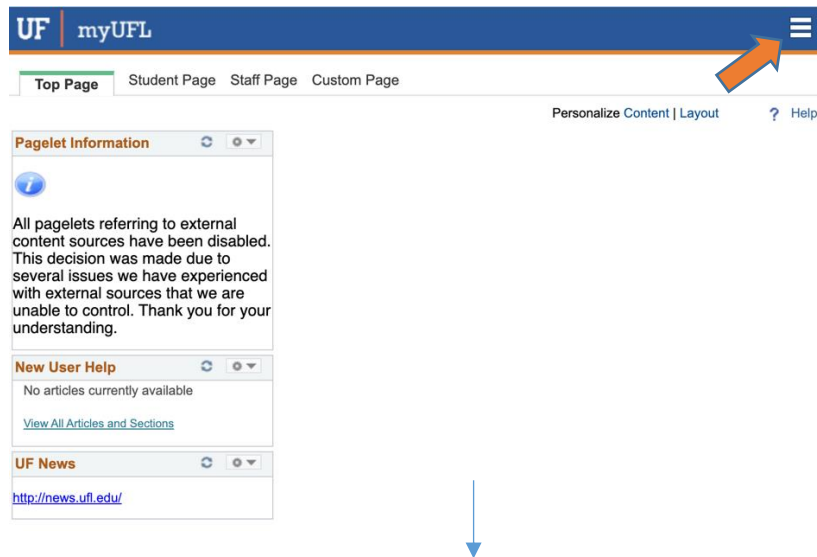 UF myUFL
Top Page Student Page Staff Page Custom Page
Personalize Content | Layout ? Help
Pagelet Information
i
All pagelets referring to external
content sources have been disabled.
This decision was made due to
several issues we have experienced
with external sources that we are
unable to control. Thank you for your
understanding.
New User Help
No articles currently available
View All Articles and Sections
UF News
http://news.ufl.edu/